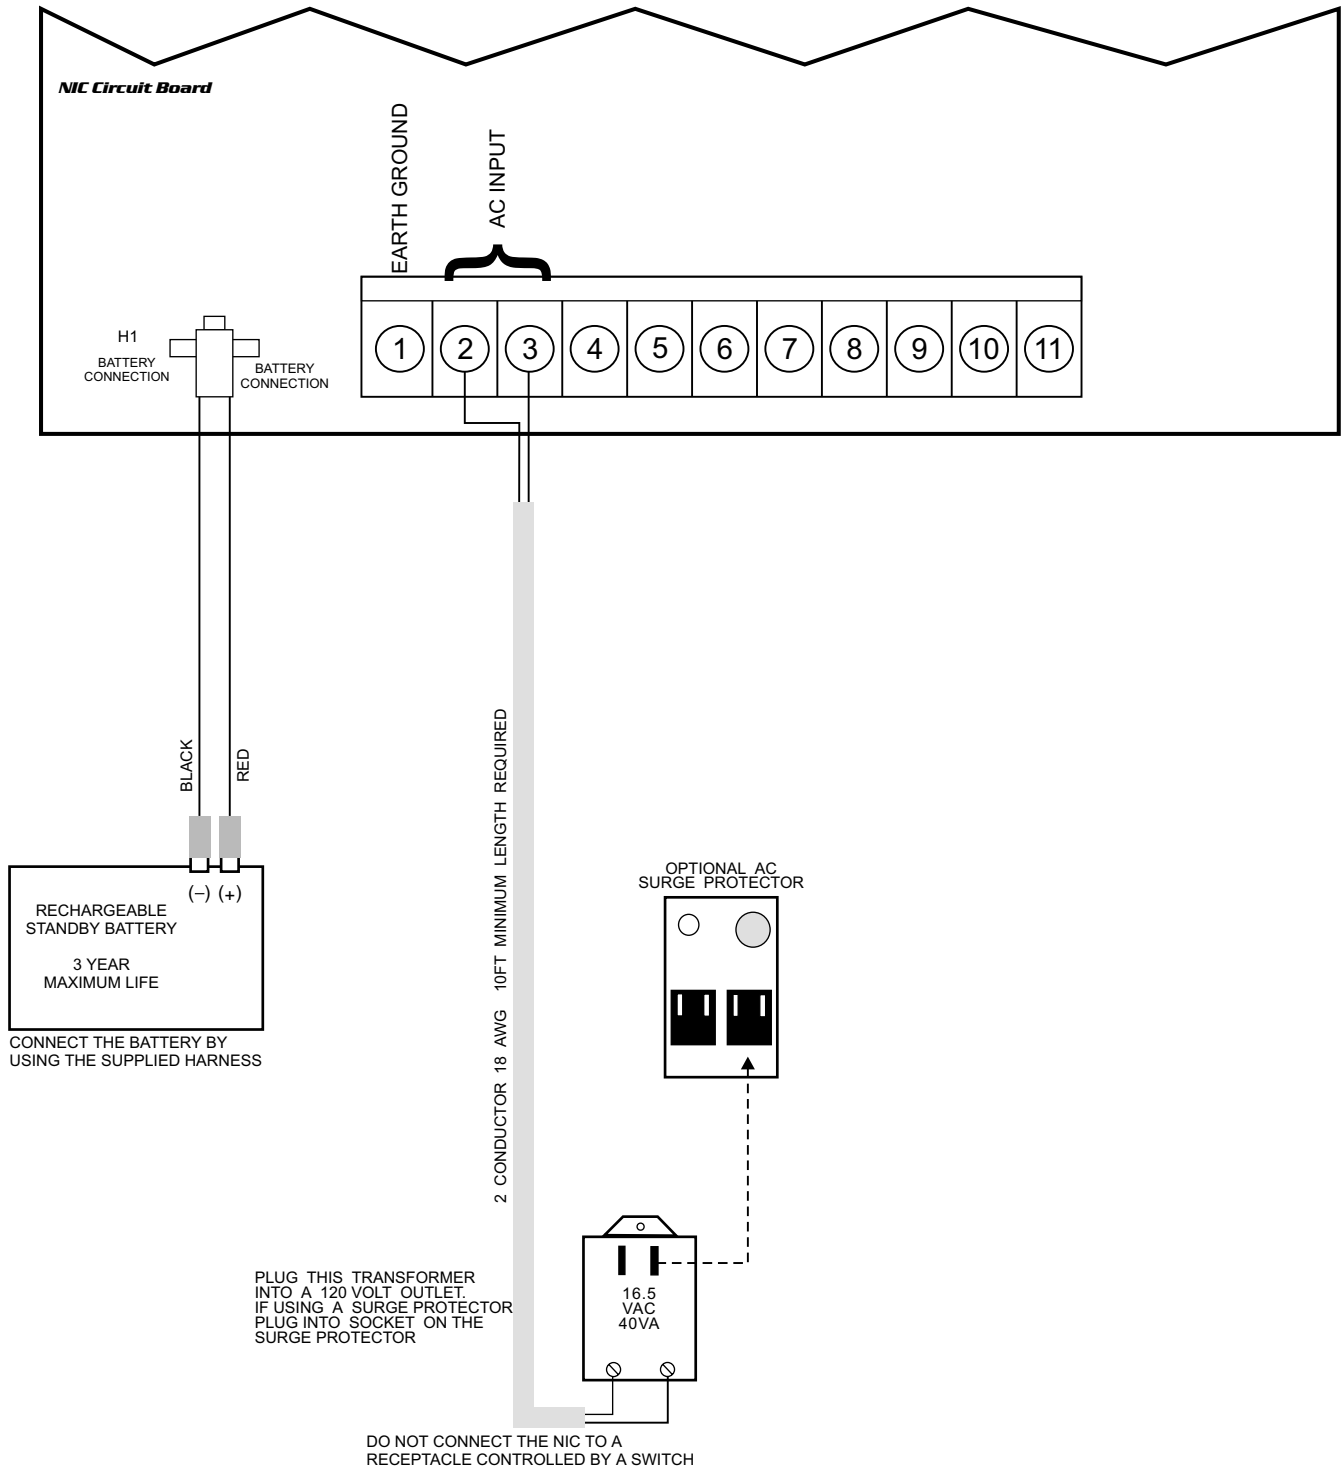 NIC Circuit Board
EARTH GROUND
AC INPUT
H1
BATTERY
CONNECTION
BATTERY
CONNECTION
1 2 3 4 5 6 7 8 9 10 11
BLACK
RED
(–) (+)
RECHARGEABLE
STANDBY BATTERY
3 YEAR
MAXIMUM LIFE
CONNECT THE BATTERY BY
USING THE SUPPLIED HARNESS
2 CONDUCTOR 18 AWG 10FT MINIMUM LENGTH REQUIRED
OPTIONAL AC
SURGE PROTECTOR
16.5
VAC
40VA
PLUG THIS TRANSFORMER
INTO A 120 VOLT OUTLET.
IF USING A SURGE PROTECTOR
PLUG INTO SOCKET ON THE
SURGE PROTECTOR
DO NOT CONNECT THE NIC TO A
RECEPTACLE CONTROLLED BY A SWITCH